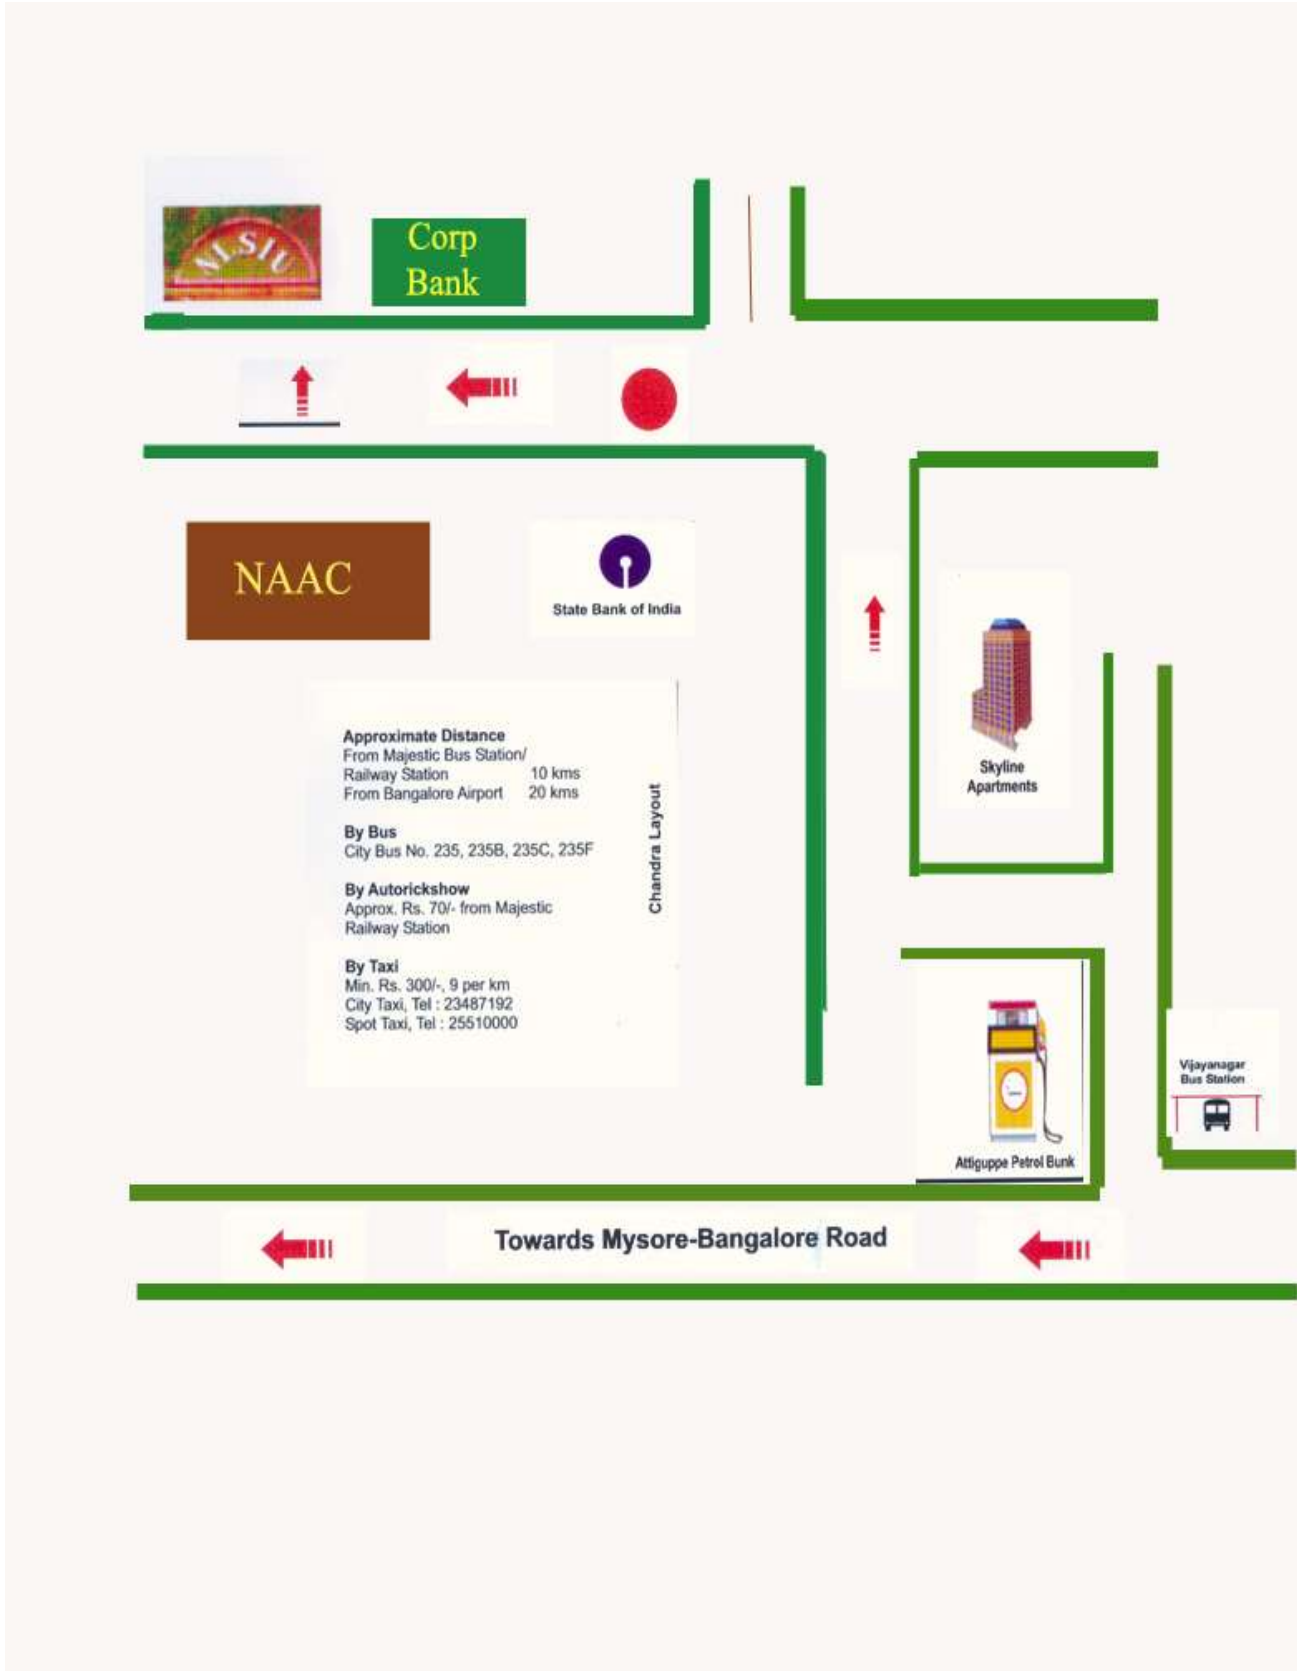 NLSIU
Corp
Bank
NAAC
State Bank of India
Approximate Distance
From Majestic Bus Station/
Railway Station 10 kms
From Bangalore Airport 20 kms
By Bus
City Bus No. 235, 235B, 235C, 235F
By Autorickshow
Approx. Rs. 70/- from Majestic
Railway Station
By Taxi
Min. Rs. 300/-, 9 per km
City Taxi, Tel : 23487192
Spot Taxi, Tel : 25510000
Chandra Layout
Skyline
Apartments
Vijayanagar
Bus Station
Attiguppe Petrol Bunk
Towards Mysore-Bangalore Road